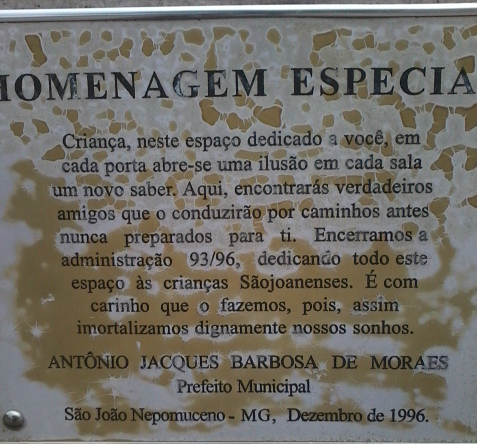 HOMENAGEM ESPECIA
Criança, neste espaço dedicado a você, em
cada porta abre-se uma ilusão em cada sala
um novo saber. Aqui, encontrarás verdadeiros
amigos que o conduzirão por caminhos antes
nunca preparados para ti. Encerramos a
administração 93/96, dedicando todo este
espaço às crianças Sãojoanenses. É com
carinho que o fazemos, pois, assim
imortalizamos dignamente nossos sonhos.
ANTÔNIO JACQUES BARBOSA DE MORAES
Prefeito Municipal
São João Nepomuceno - MG, Dezembro de 1996.